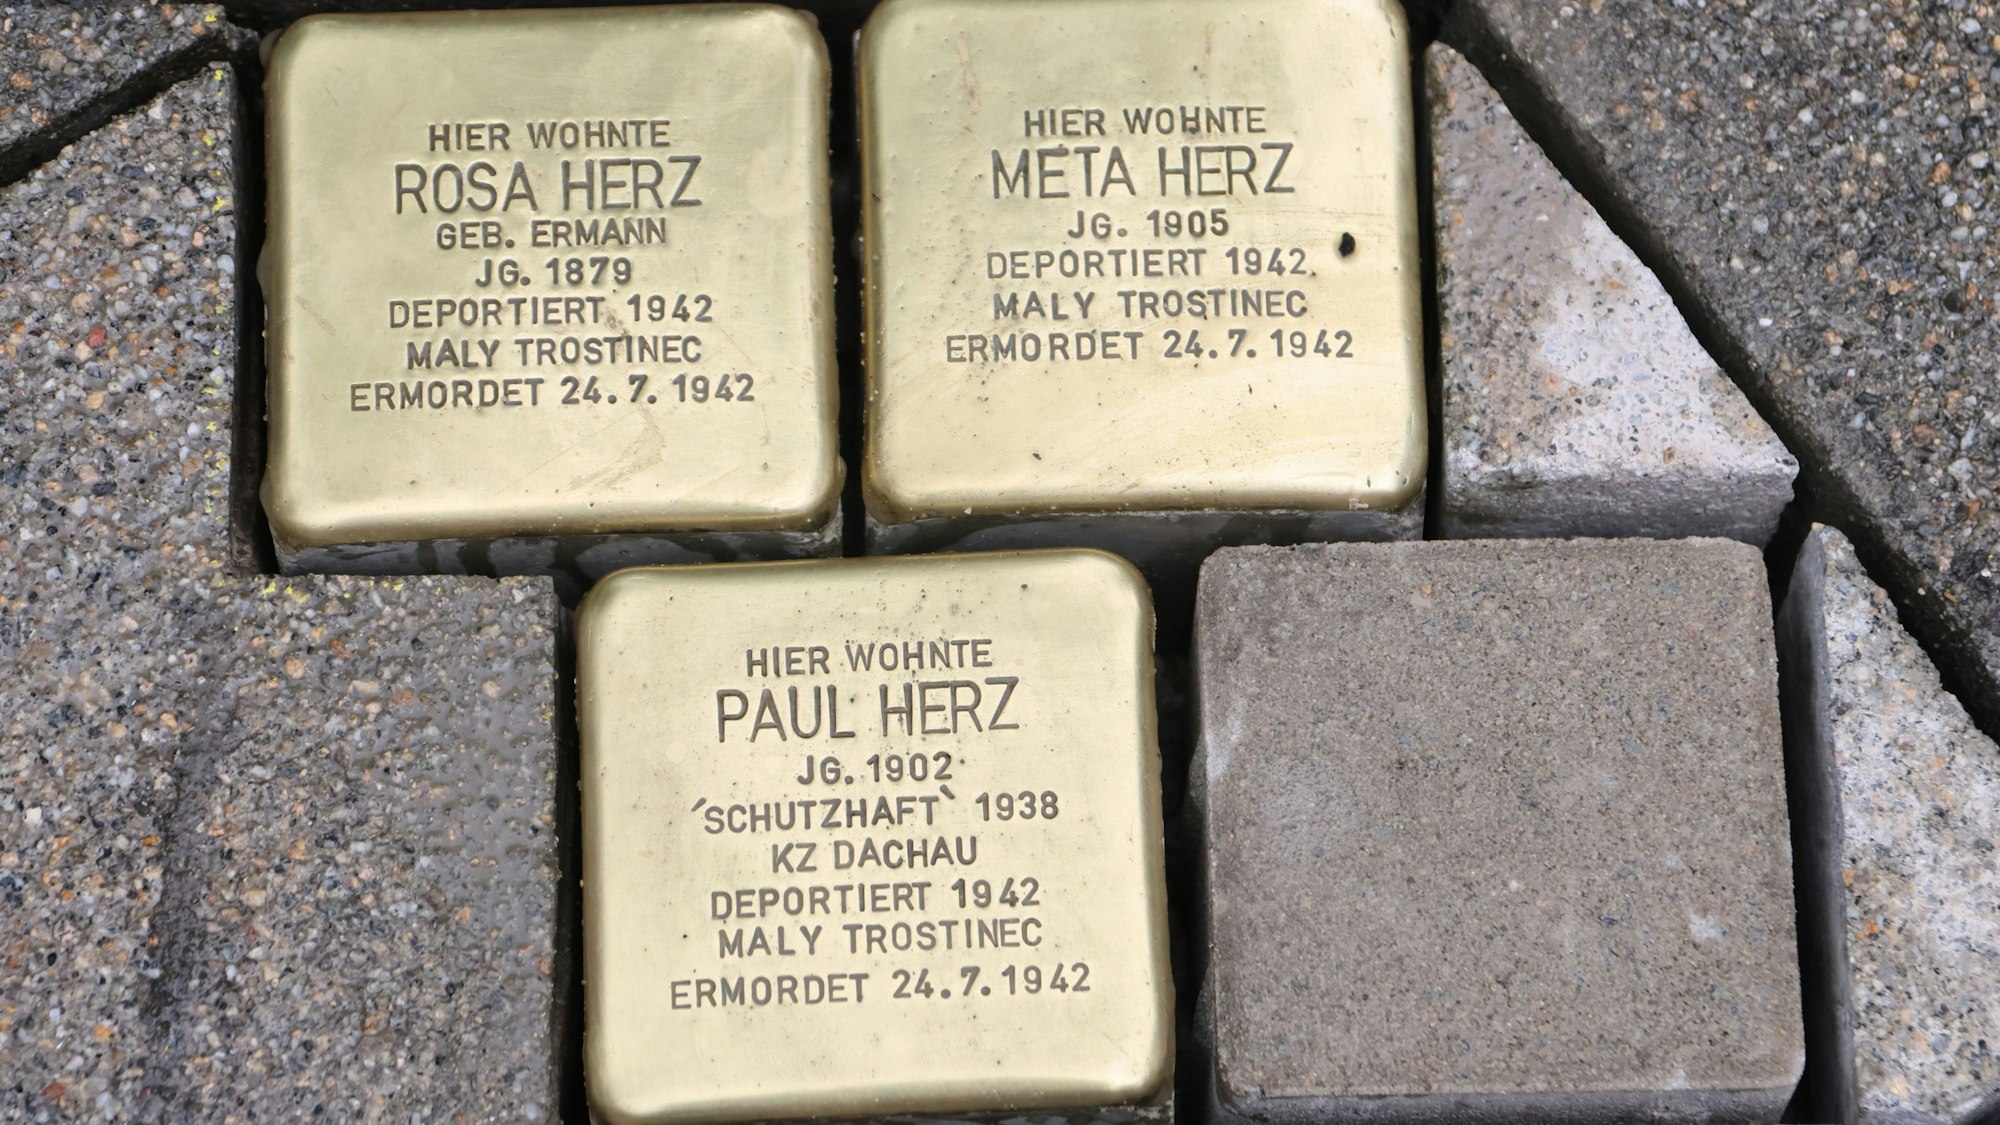 HIER WOHNTE
ROSA HERZ
GEB. ERMANN
JG. 1879
DEPORTIERT 1942
MALY TROSTINEC
ERMORDET 24.7.1942
HIER WOHNTE
META HERZ
JG. 1905
DEPORTIERT 1942
MALY TROSTINEC
ERMORDET 24.7.1942
HIER WOHNTE
PAUL HERZ
JG. 1902
´SCHUTZHAFT` 1938
KZ DACHAU
DEPORTIERT 1942
MALY TROSTINEC
ERMORDET 24.7.1942